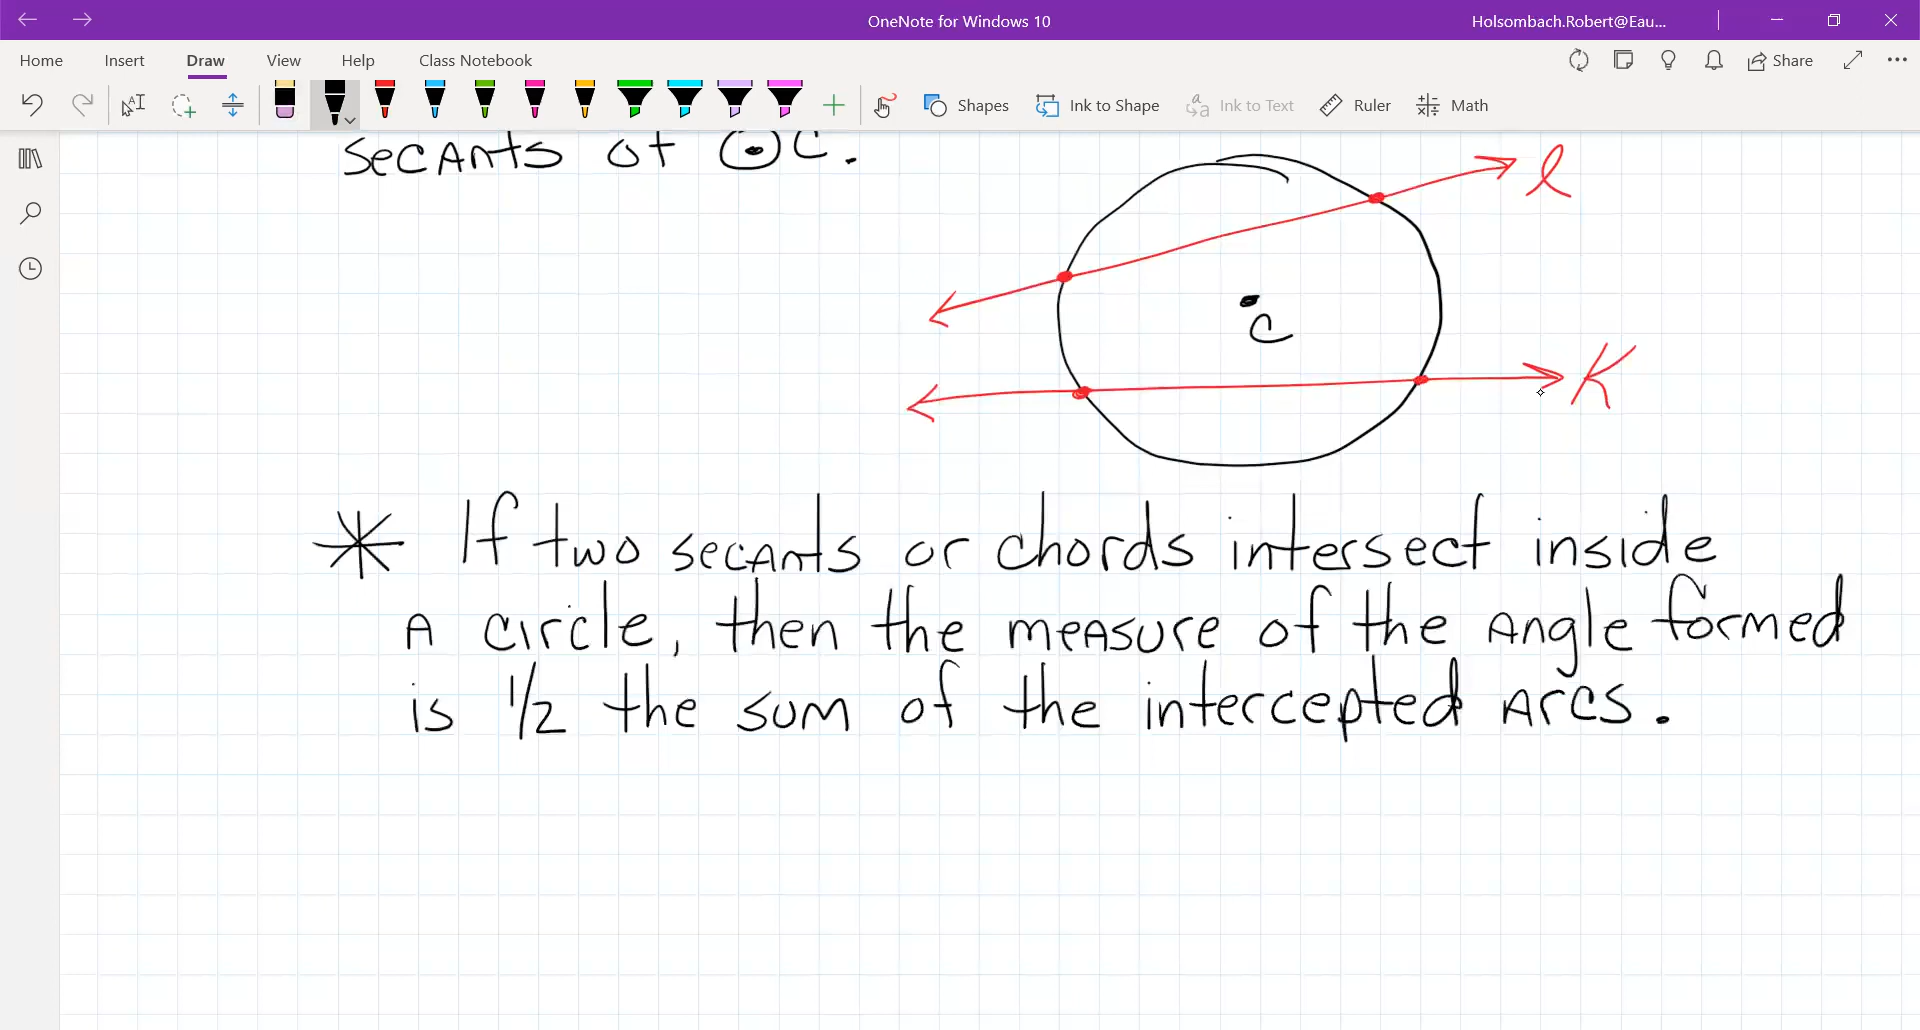 OneNote for Windows 10
Holsombach.Robert@Eau...
Home Insert Draw View Help Class Notebook
Share
Shapes Ink to Shape Ink to Text Ruler Math
secants of ⊙C.
l
C
K
* If two secants or chords intersect inside
A circle, then the measure of the angle formed
is 1/2 the sum of the intercepted arcs.